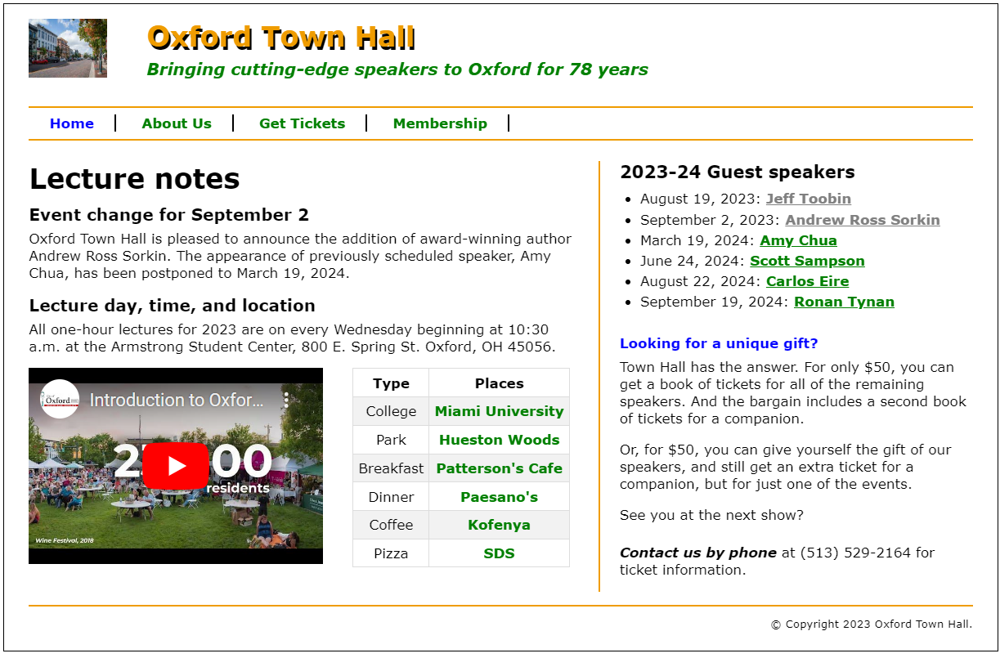 Oxford Town Hall
Bringing cutting-edge speakers to Oxford for 78 years
Home
About Us
Get Tickets
Membership
Lecture notes
Event change for September 2
Oxford Town Hall is pleased to announce the addition of award-winning author
Andrew Ross Sorkin. The appearance of previously scheduled speaker, Amy
Chua, has been postponed to March 19, 2024.
Lecture day, time, and location
All one-hour lectures for 2023 are on every Wednesday beginning at 10:30
a.m. at the Armstrong Student Center, 800 E. Spring St. Oxford, OH 45056.
Oxford
Introduction to Oxfor...
residents
Wine Festival, 2018
Type Places
College Miami University
Park Hueston Woods
Breakfast Patterson's Cafe
Dinner Paesano's
Coffee Kofenya
Pizza SDS
2023-24 Guest speakers
August 19, 2023: Jeff Toobin
September 2, 2023: Andrew Ross Sorkin
March 19, 2024: Amy Chua
June 24, 2024: Scott Sampson
August 22, 2024: Carlos Eire
September 19, 2024: Ronan Tynan
Looking for a unique gift?
Town Hall has the answer. For only $50, you can
get a book of tickets for all of the remaining
speakers. And the bargain includes a second book
of tickets for a companion.
Or, for $50, you can give yourself the gift of our
speakers, and still get an extra ticket for a
companion, but for just one of the events.
See you at the next show?
Contact us by phone at (513) 529-2164 for
ticket information.
© Copyright 2023 Oxford Town Hall.